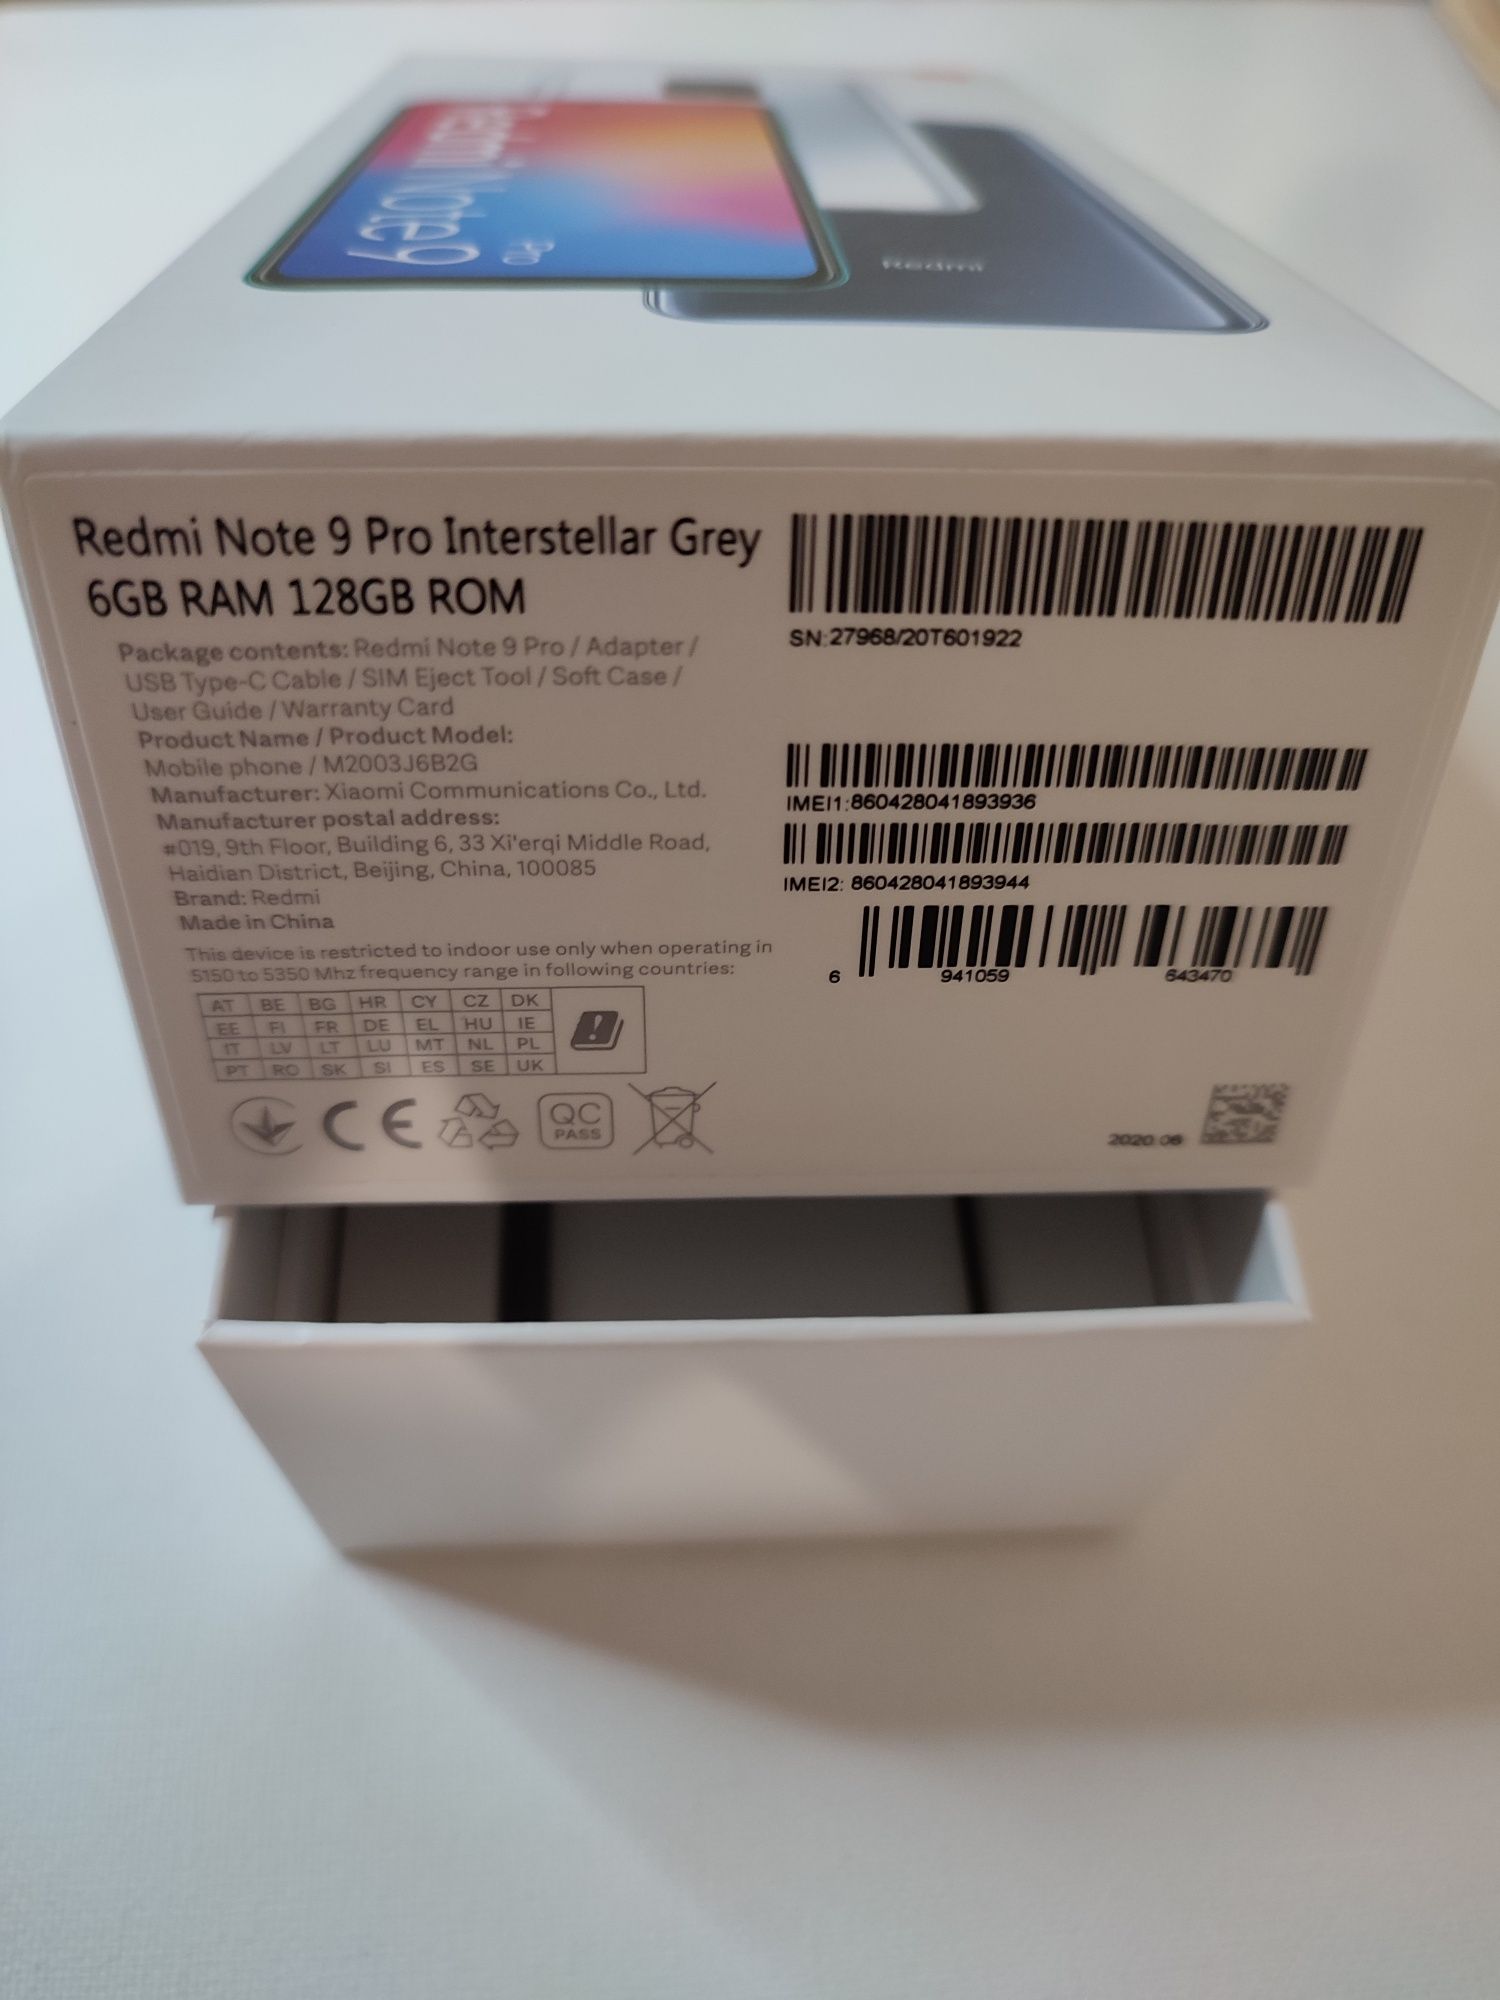 Redmi Note 9
Pro
Redmi
Redmi Note 9 Pro Interstellar Grey
6GB RAM 128GB ROM
Package contents: Redmi Note 9 Pro / Adapter /
USB Type-C Cable / SIM Eject Tool / Soft Case /
User Guide / Warranty Card
Product Name / Product Model:
Mobile phone / M2003J6B2G
Manufacturer: Xiaomi Communications Co., Ltd.
Manufacturer postal address:
#019, 9th Floor, Building 6, 33 Xi'erqi Middle Road,
Haidian District, Beijing, China, 100085
Brand: Redmi
Made in China
This device is restricted to indoor use only when operating in
5150 to 5350 Mhz frequency range in following countries:
AT BE BG HR CY CZ DK
EE FI FR DE EL HU IE
IT LV LT LU MT NL PL
PT RO SK SI ES SE UK
CE
QC
PASS
SN:27968/20T601922
IMEI1:860428041893936
IMEI2: 860428041893944
6 941059 643470
2020.06